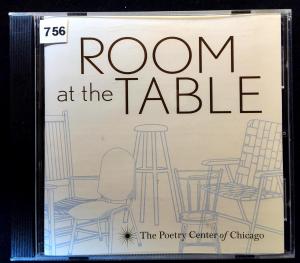 756
ROOM
at the TABLE
The Poetry Center of Chicago